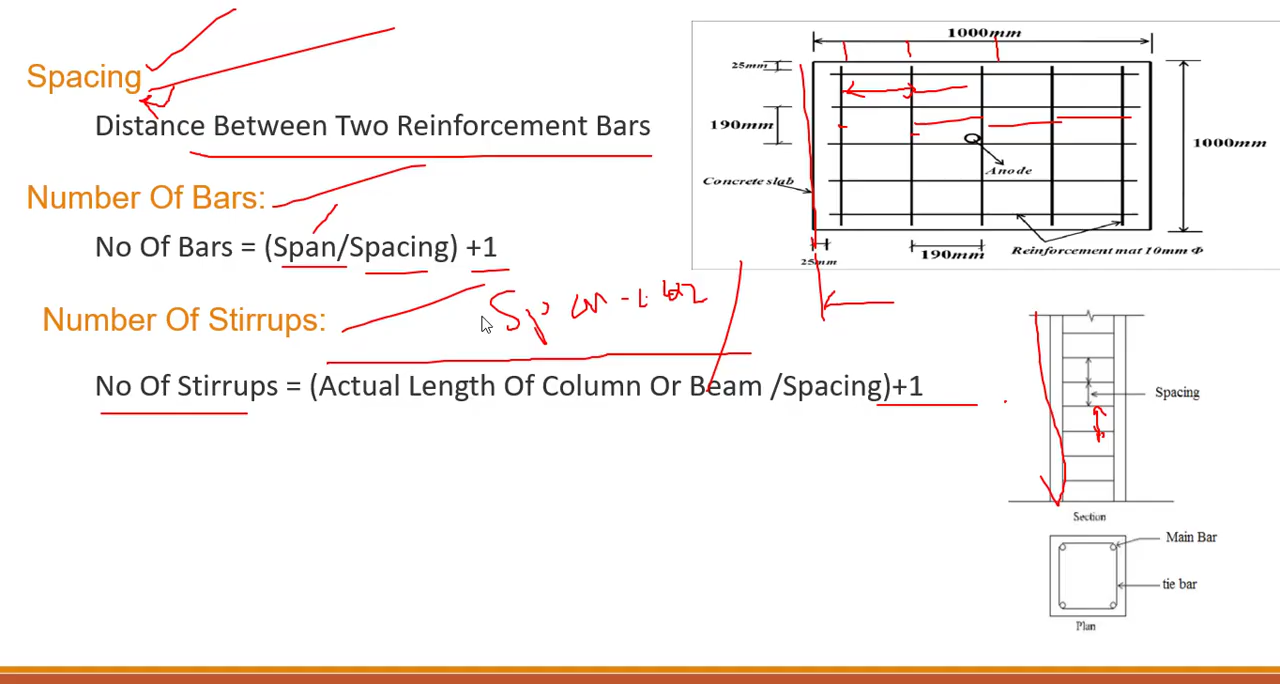 Spacing
Distance Between Two Reinforcement Bars
Number Of Bars:
No Of Bars = (Span/Spacing) +1
Number Of Stirrups:
No Of Stirrups = (Actual Length Of Column Or Beam /Spacing)+1
1000mm
25mm
190mm
1000mm
Anode
Concrete slab
Reinforcement mat 10mm Φ
190mm
25mm
Spacing
Section
Main Bar
tie bar
Plan